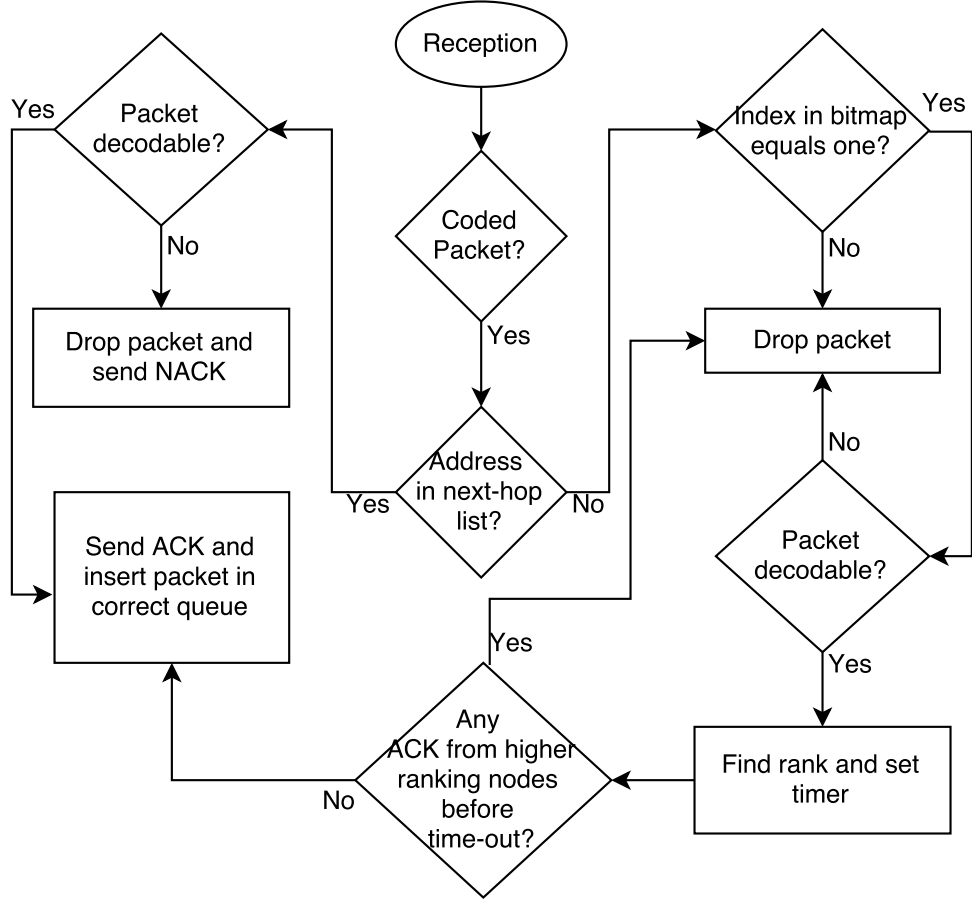 Reception
Yes
Packet
decodable?
No
Drop packet and
send NACK
Coded
Packet?
Yes
Index in bitmap
equals one?
Yes
No
Drop packet
No
Address
in next-hop
list?
Yes
No
Packet
decodable?
Yes
Send ACK and
insert packet in
correct queue
Yes
Any
ACK from higher
ranking nodes
before
time-out?
No
Find rank and set
timer